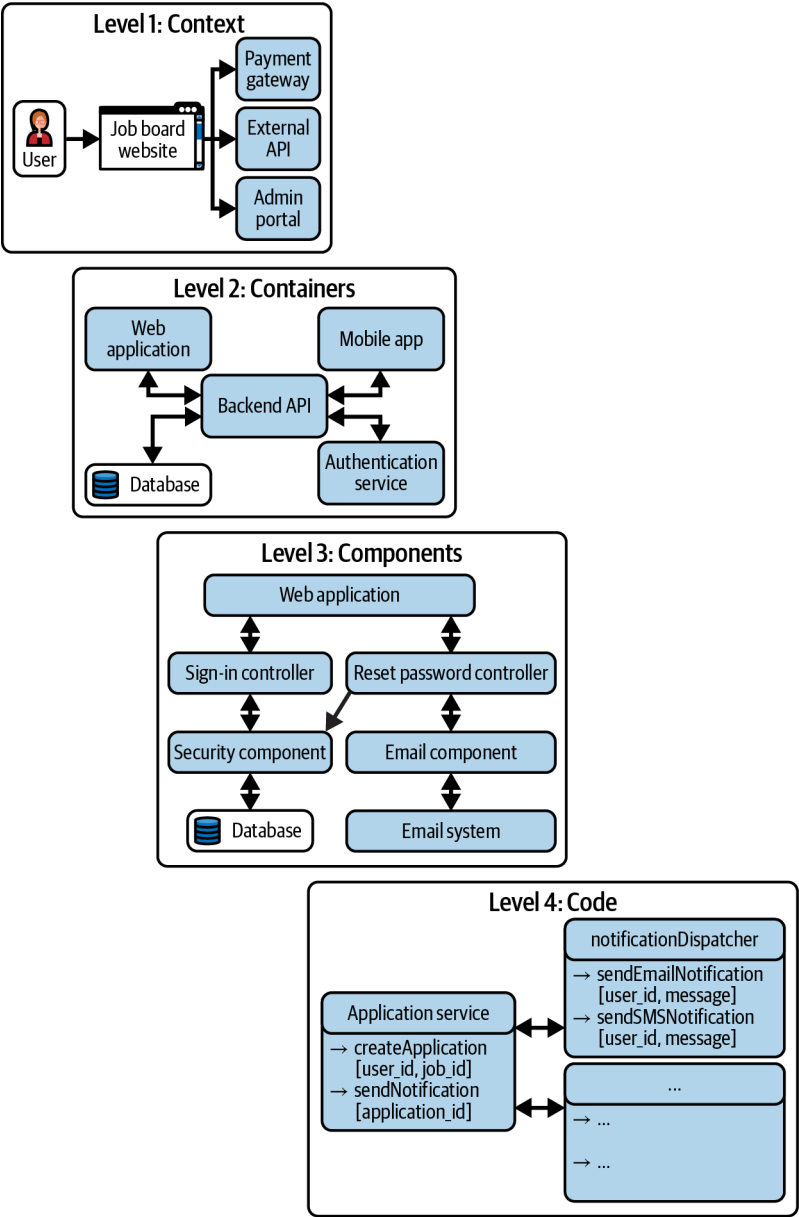 Level 1: Context
Payment
gateway
User
Job board
website
External
API
Admin
portal
Level 2: Containers
Web
application
Mobile app
Backend API
Database
Authentication
service
Level 3: Components
Web application
Sign-in controller
Reset password controller
Security component
Email component
Database
Email system
Level 4: Code
notificationDispatcher
→ sendEmailNotification
[user_id, message]
→ sendSMSNotification
[user_id, message]
Application service
→ createApplication
[user_id, job_id]
→ sendNotification
[application_id]
...
→ ...
→ ...